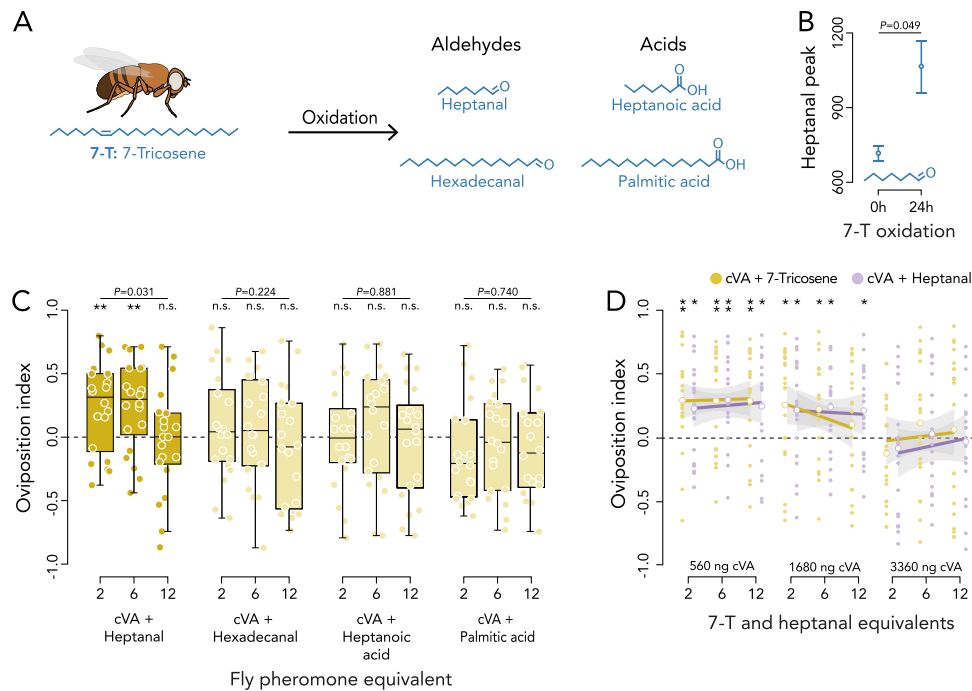 A
Aldehydes
Acids
O
O
OH
Heptanal
Heptanoic acid
Oxidation
7-T: 7-Tricosene
O
O
OH
Hexadecanal
Palmitic acid
B
P=0.049
Heptanal peak
1200
900
600
O
0h
24h
7-T oxidation
C
P=0.031
P=0.224
P=0.881
P=0.740
** ** n.s.
n.s. n.s. n.s.
n.s. n.s. n.s.
n.s. n.s. n.s.
Oviposition index
1.0
0.5
0.0
-0.5
-1.0
2 6 12
2 6 12
2 6 12
2 6 12
cVA +
Heptanal
cVA +
Hexadecanal
cVA +
Heptanoic
acid
cVA +
Palmitic acid
Fly pheromone equivalent
D
cVA + 7-Tricosene
cVA + Heptanal
** * ** ** ** *
* * * * *
Oviposition index
1.0
0.5
0.0
-0.5
-1.0
560 ng cVA
1680 ng cVA
3360 ng cVA
2 6 12
2 6 12
2 6 12
7-T and heptanal equivalents